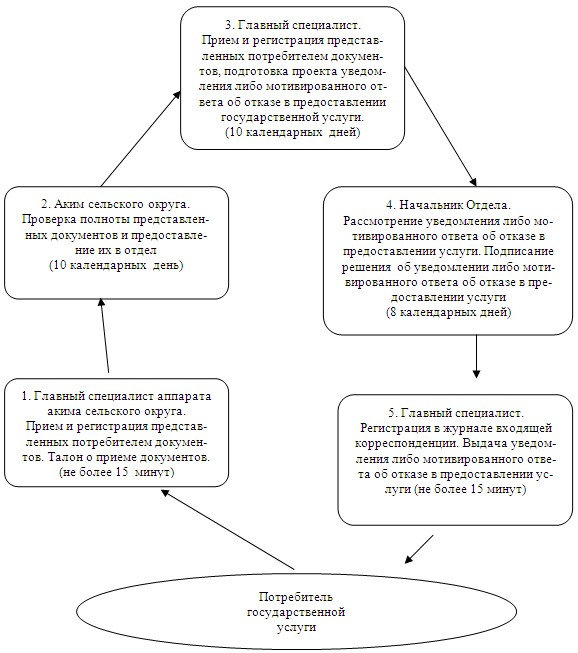 3. Главный специалист.
Прием и регистрация представ-
ленных потребителем докумен-
тов, подготовка проекта уведом-
ления либо мотивированного от-
вета об отказе в предоставлении
государственной услуги.
(10 календарных дней)
2. Аким сельского округа.
Проверка полноты представлен-
ных документов и предоставле-
ние их в отдел
(10 календарных день)
4. Начальник Отдела.
Рассмотрение уведомления либо мо-
тивированного ответа об отказе в
предоставлении услуги. Подписание
решения об уведомлении либо моти-
вированного ответа об отказе в пре-
доставлении услуги
(8 календарных дней)
1. Главный специалист аппарата
акима сельского округа.
Прием и регистрация представ-
ленных потребителем докумен-
тов. Талон о приеме документов.
(не более 15 минут)
5. Главный специалист.
Регистрация в журнале входящей
корреспонденции. Выдача уведом-
ления либо мотивированного отве-
та об отказе в предоставлении ус-
луги (не более 15 минут)
Потребитель
государственной
услуги